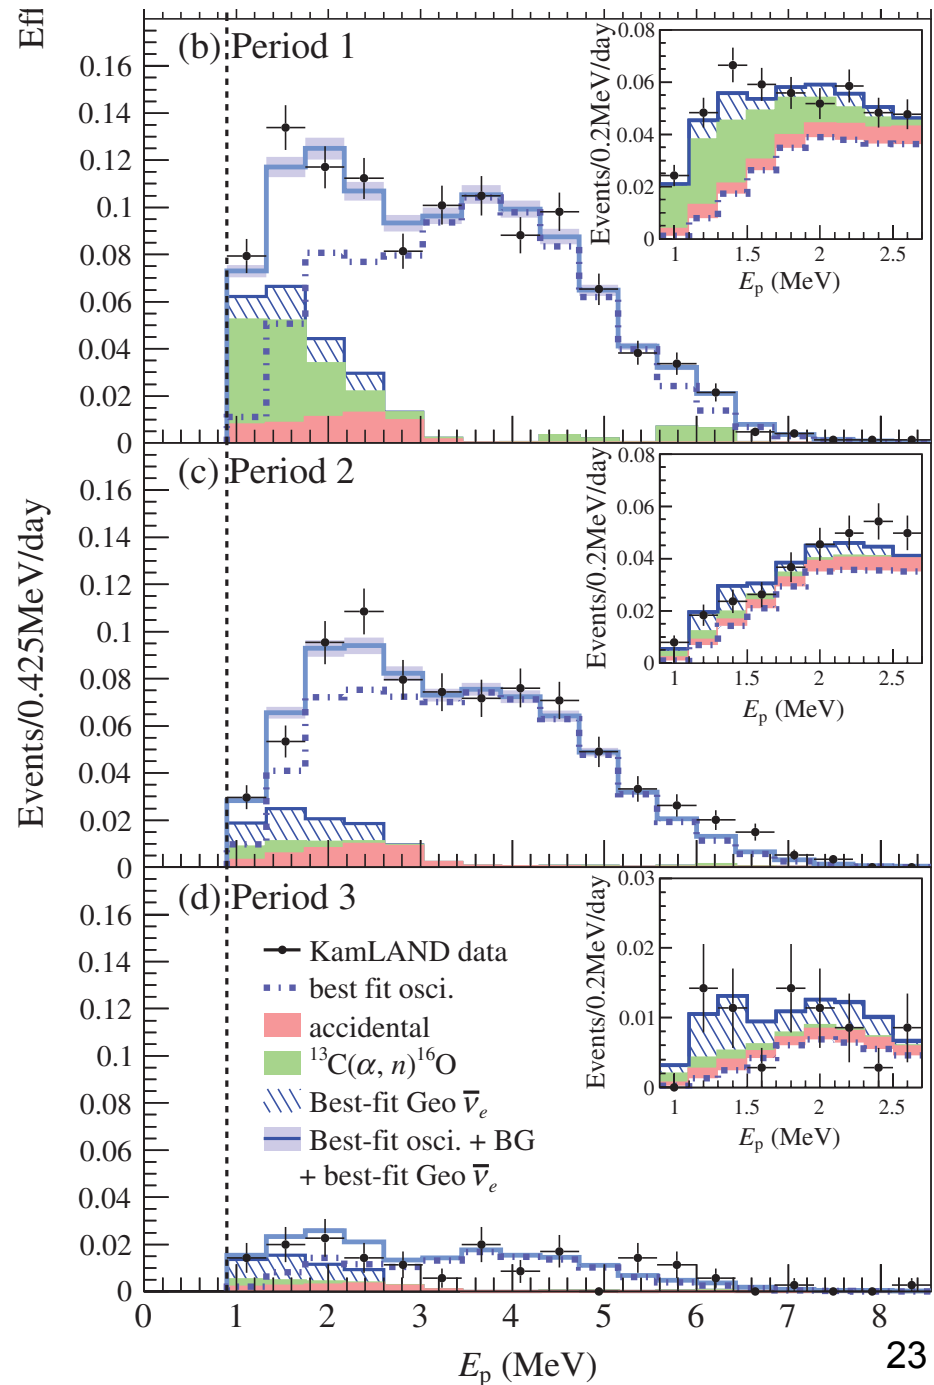 Eff
(b) Period 1
0.16
0.14
0.12
0.1
0.08
0.06
0.04
0.02
0
Events/0.2MeV/day
0.08
0.06
0.04
0.02
0
1 1.5 2 2.5
E_p (MeV)
(c) Period 2
0.16
0.14
0.12
0.1
0.08
0.06
0.04
0.02
0
Events/0.2MeV/day
0.08
0.06
0.04
0.02
0
1 1.5 2 2.5
E_p (MeV)
Events/0.425MeV/day
(d) Period 3
0.16
0.14
0.12
0.1
0.08
0.06
0.04
0.02
0
KamLAND data
best fit osci.
accidental
¹³C(α, n)¹⁶O
Best-fit Geo ν̄_e
Best-fit osci. + BG
+ best-fit Geo ν̄_e
Events/0.2MeV/day
0.03
0.02
0.01
0
1 1.5 2 2.5
E_p (MeV)
0 1 2 3 4 5 6 7 8
E_p (MeV)
23